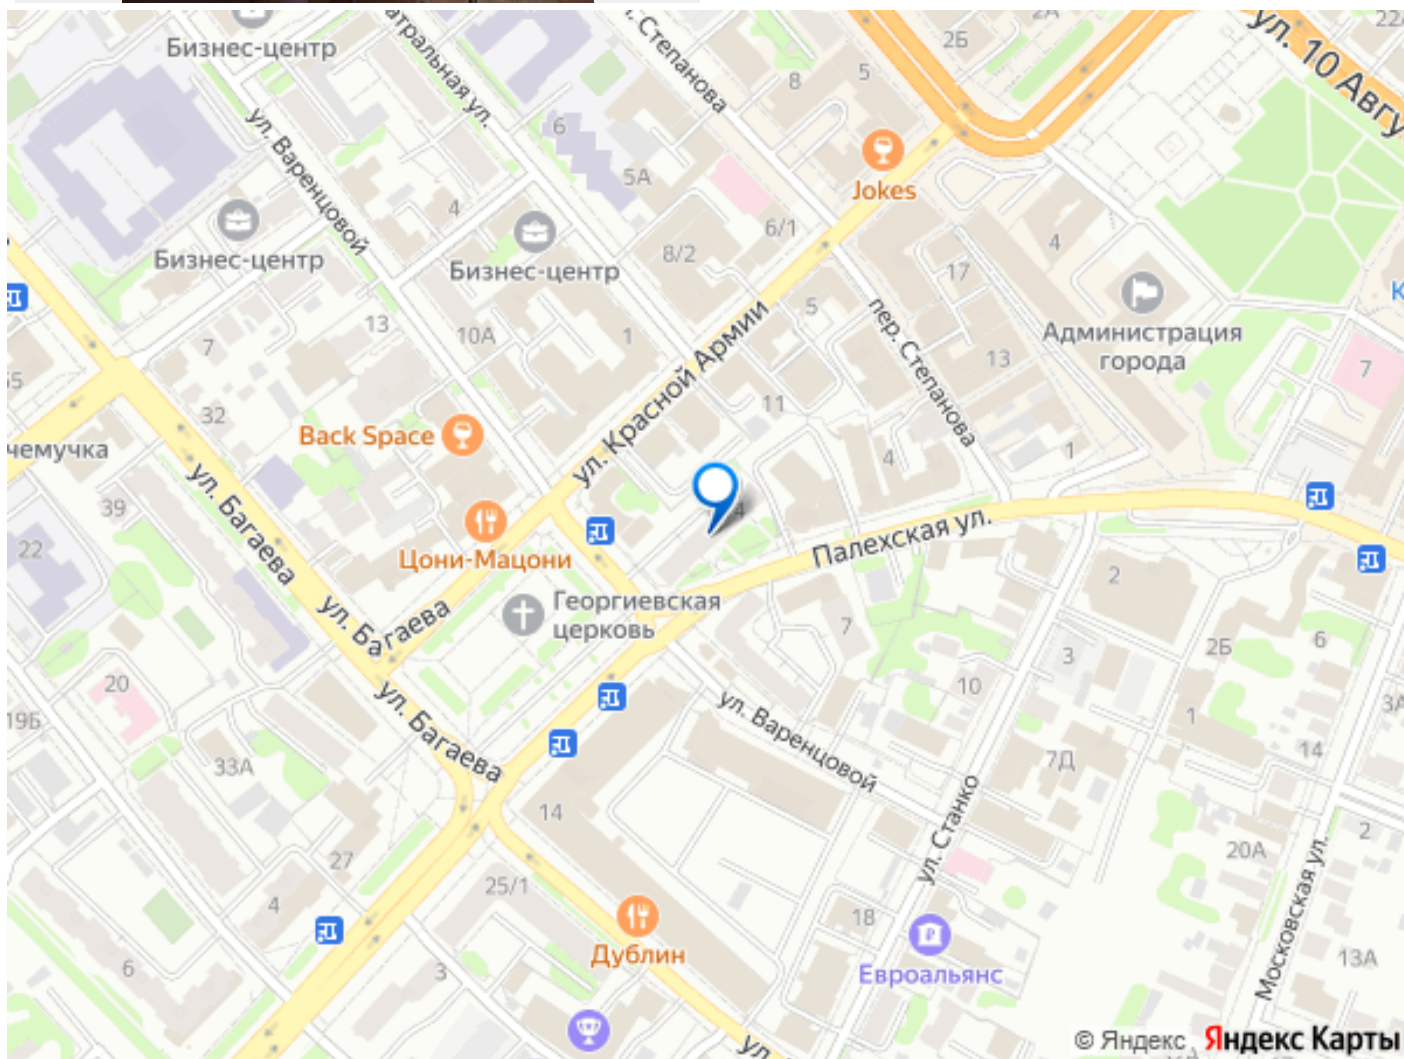 Бизнес-центр
атральная ул.
. Степанова
2Б
2А
ул. 10 Авгу
22
8
5
6
ул. Варенцовой
5А
Jokes
4
6/1
8/2
4
Бизнес-центр
Бизнес-центр
17
5
К
Администрация
города
13
7
10А
1
пер. Степанова
13
7
ул. Красной Армии
11
55
32
Back Space
4
1
чемучка
39
ул. Багаева
4
Цони-Мацони
Палехская ул.
22
2
Георгиевская
церковь
ул. Багаева
7
3
2Б
6
20
10
19Б
ул. Багаева
ул. Варенцовой
1
3А
33А
7Д
14
14
ул. Станко
2
27
20А
25/1
4
18
Московская ул.
Дублин
Евроальянс
6
3
13А
ул.
© Яндекс Яндекс Карты